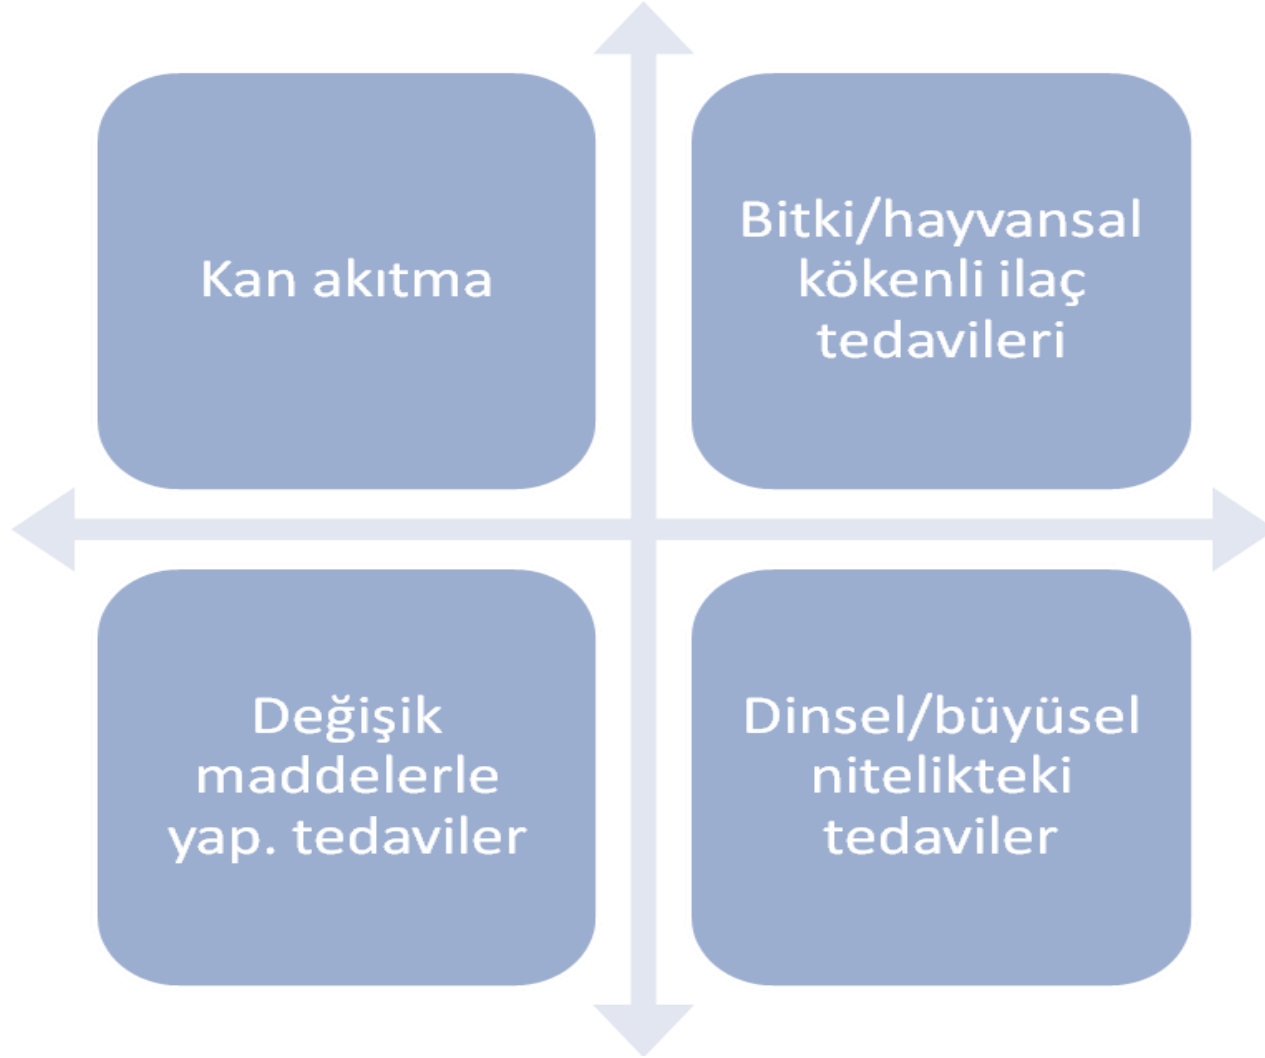 Kan akıtma
Bitki/hayvansal
kökenli ilaç
tedavileri
Değişik
maddelerle
yap. tedaviler
Dinsel/büyüsel
nitelikteki
tedaviler